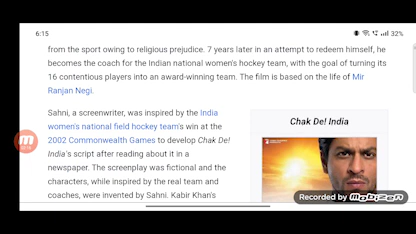 6:15
32%
from the sport owing to religious prejudice. 7 years later in an attempt to redeem himself, he
becomes the coach for the Indian national women's hockey team, with the goal of turning its
16 contentious players into an award-winning team. The film is based on the life of Mir
Ranjan Negi.
Sahni, a screenwriter, was inspired by the India
women's national field hockey team's win at the
2002 Commonwealth Games to develop Chak De!
India's script after reading about it in a
newspaper. The screenplay was fictional and the
characters, while inspired by the real team and
coaches, were invented by Sahni. Kabir Khan's
Chak De! India
Recorded by Mobizen